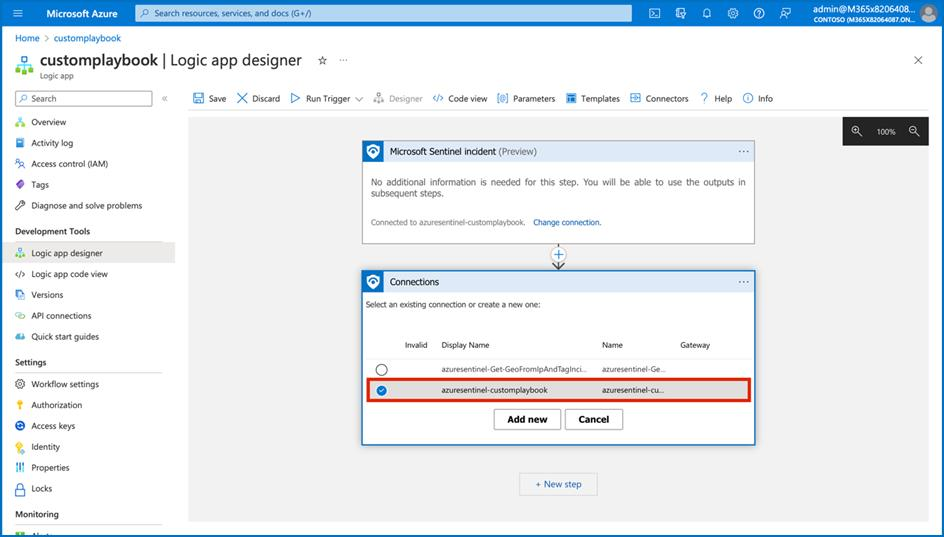 Microsoft Azure
Search resources, services, and docs (G+/)
admin@M365x8206408...
CONTOSO (M365X82064087.ON...
Home > customplaybook
customplaybook | Logic app designer
Logic app
Search
Save
Discard
Run Trigger
Designer
Code view
Parameters
Templates
Connectors
Help
Info
Overview
Activity log
Access control (IAM)
Tags
Diagnose and solve problems
Development Tools
Logic app designer
Logic app code view
Versions
API connections
Quick start guides
Settings
Workflow settings
Authorization
Access keys
Identity
Properties
Locks
Monitoring
100%
Microsoft Sentinel incident (Preview)
No additional information is needed for this step. You will be able to use the outputs in
subsequent steps.
Connected to azuresentinel-customplaybook. Change connection.
Connections
Select an existing connection or create a new one:
Invalid Display Name Name Gateway
azuresentinel-Get-GeoFromIpAndTagInci... azuresentinel-Ge...
azuresentinel-customplaybook azuresentinel-cu...
Add new
Cancel
+ New step